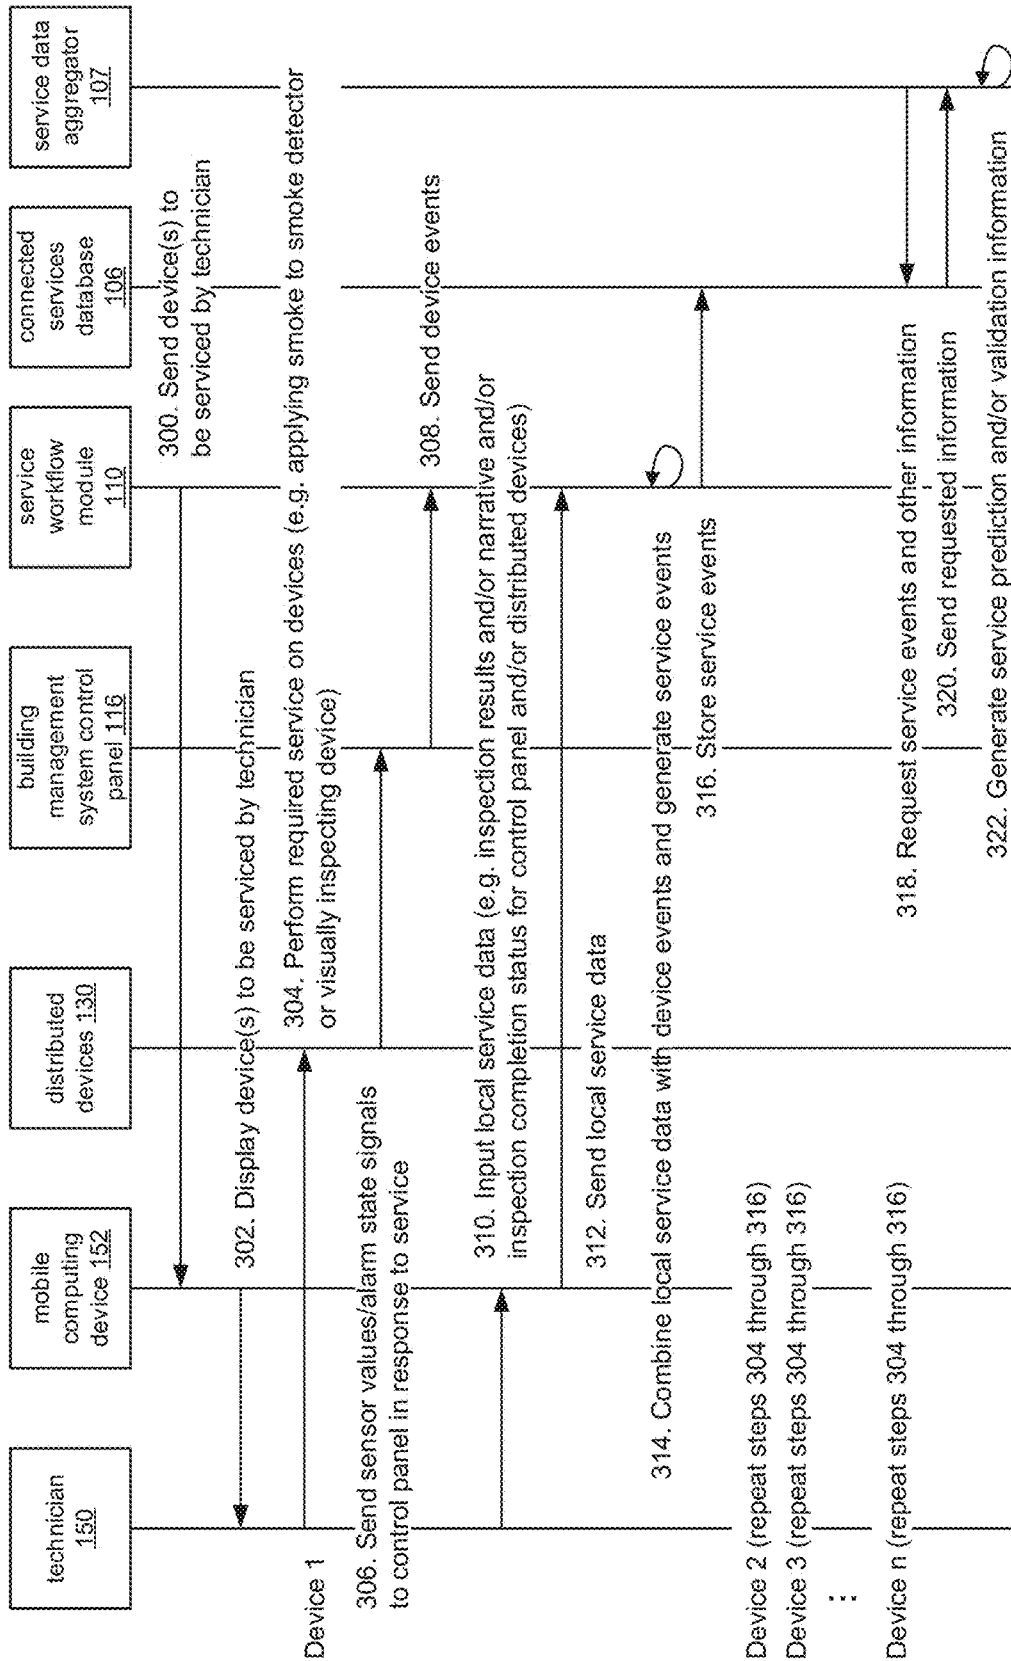 technician
150
mobile
computing
device 152
distributed
devices 130
building
management
system control
panel 116
service
workflow
module
110
connected
services
database
106
service data
aggregator
107
300. Send device(s) to
be serviced by technician
302. Display device(s) to be serviced by technician
Device 1
304. Perform required service on devices (e.g. applying smoke to smoke detector
or visually inspecting device)
306. Send sensor values/alarm state signals
to control panel in response to service
308. Send device events
310. Input local service data (e.g. inspection results and/or narrative and/or
inspection completion status for control panel and/or distributed devices)
312. Send local service data
314. Combine local service data with device events and generate service events
316. Store service events
Device 2 (repeat steps 304 through 316)
Device 3 (repeat steps 304 through 316)
...
Device n (repeat steps 304 through 316)
318. Request service events and other information
320. Send requested information
322. Generate service prediction and/or validation information